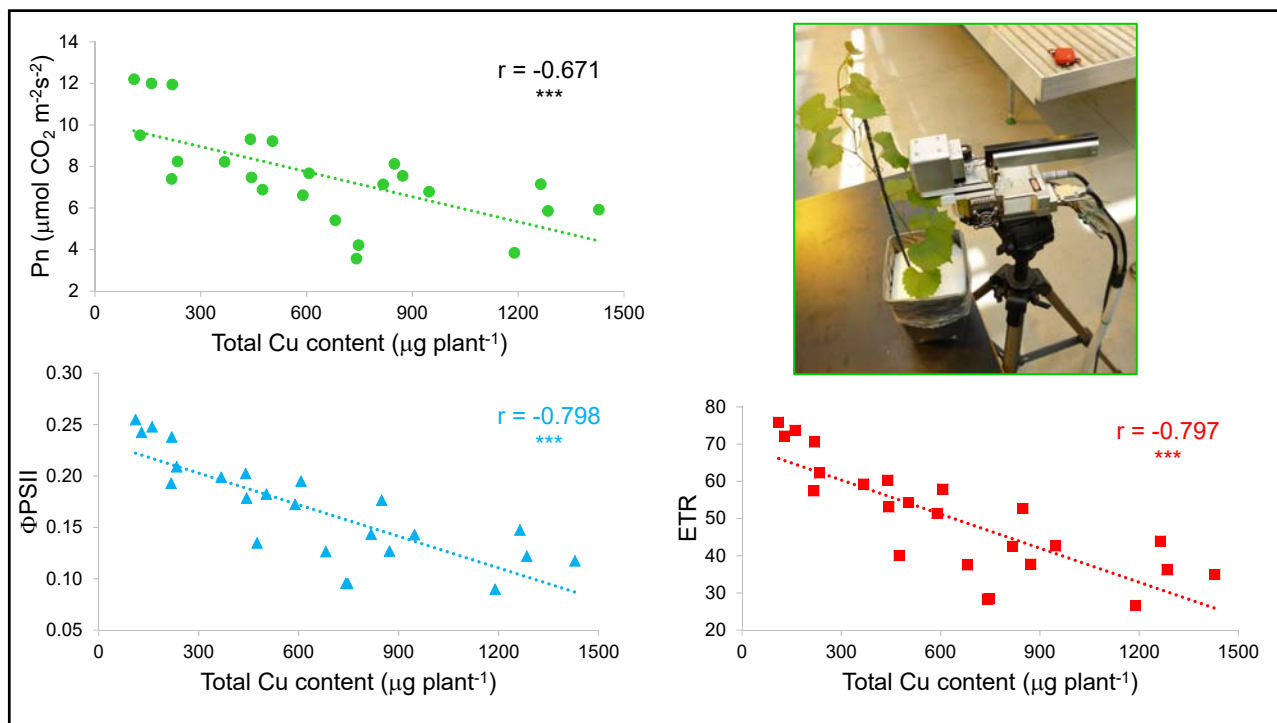 14
12
10
8
6
4
2
Pn (μmol CO₂ m⁻²s⁻²)
r = -0.671
***
0 300 600 900 1200 1500
Total Cu content (μg plant⁻¹)
0.30
0.25
0.20
0.15
0.10
0.05
ΦPSII
r = -0.798
***
0 300 600 900 1200 1500
Total Cu content (μg plant⁻¹)
80
70
60
50
40
30
20
ETR
r = -0.797
***
0 300 600 900 1200 1500
Total Cu content (μg plant⁻¹)